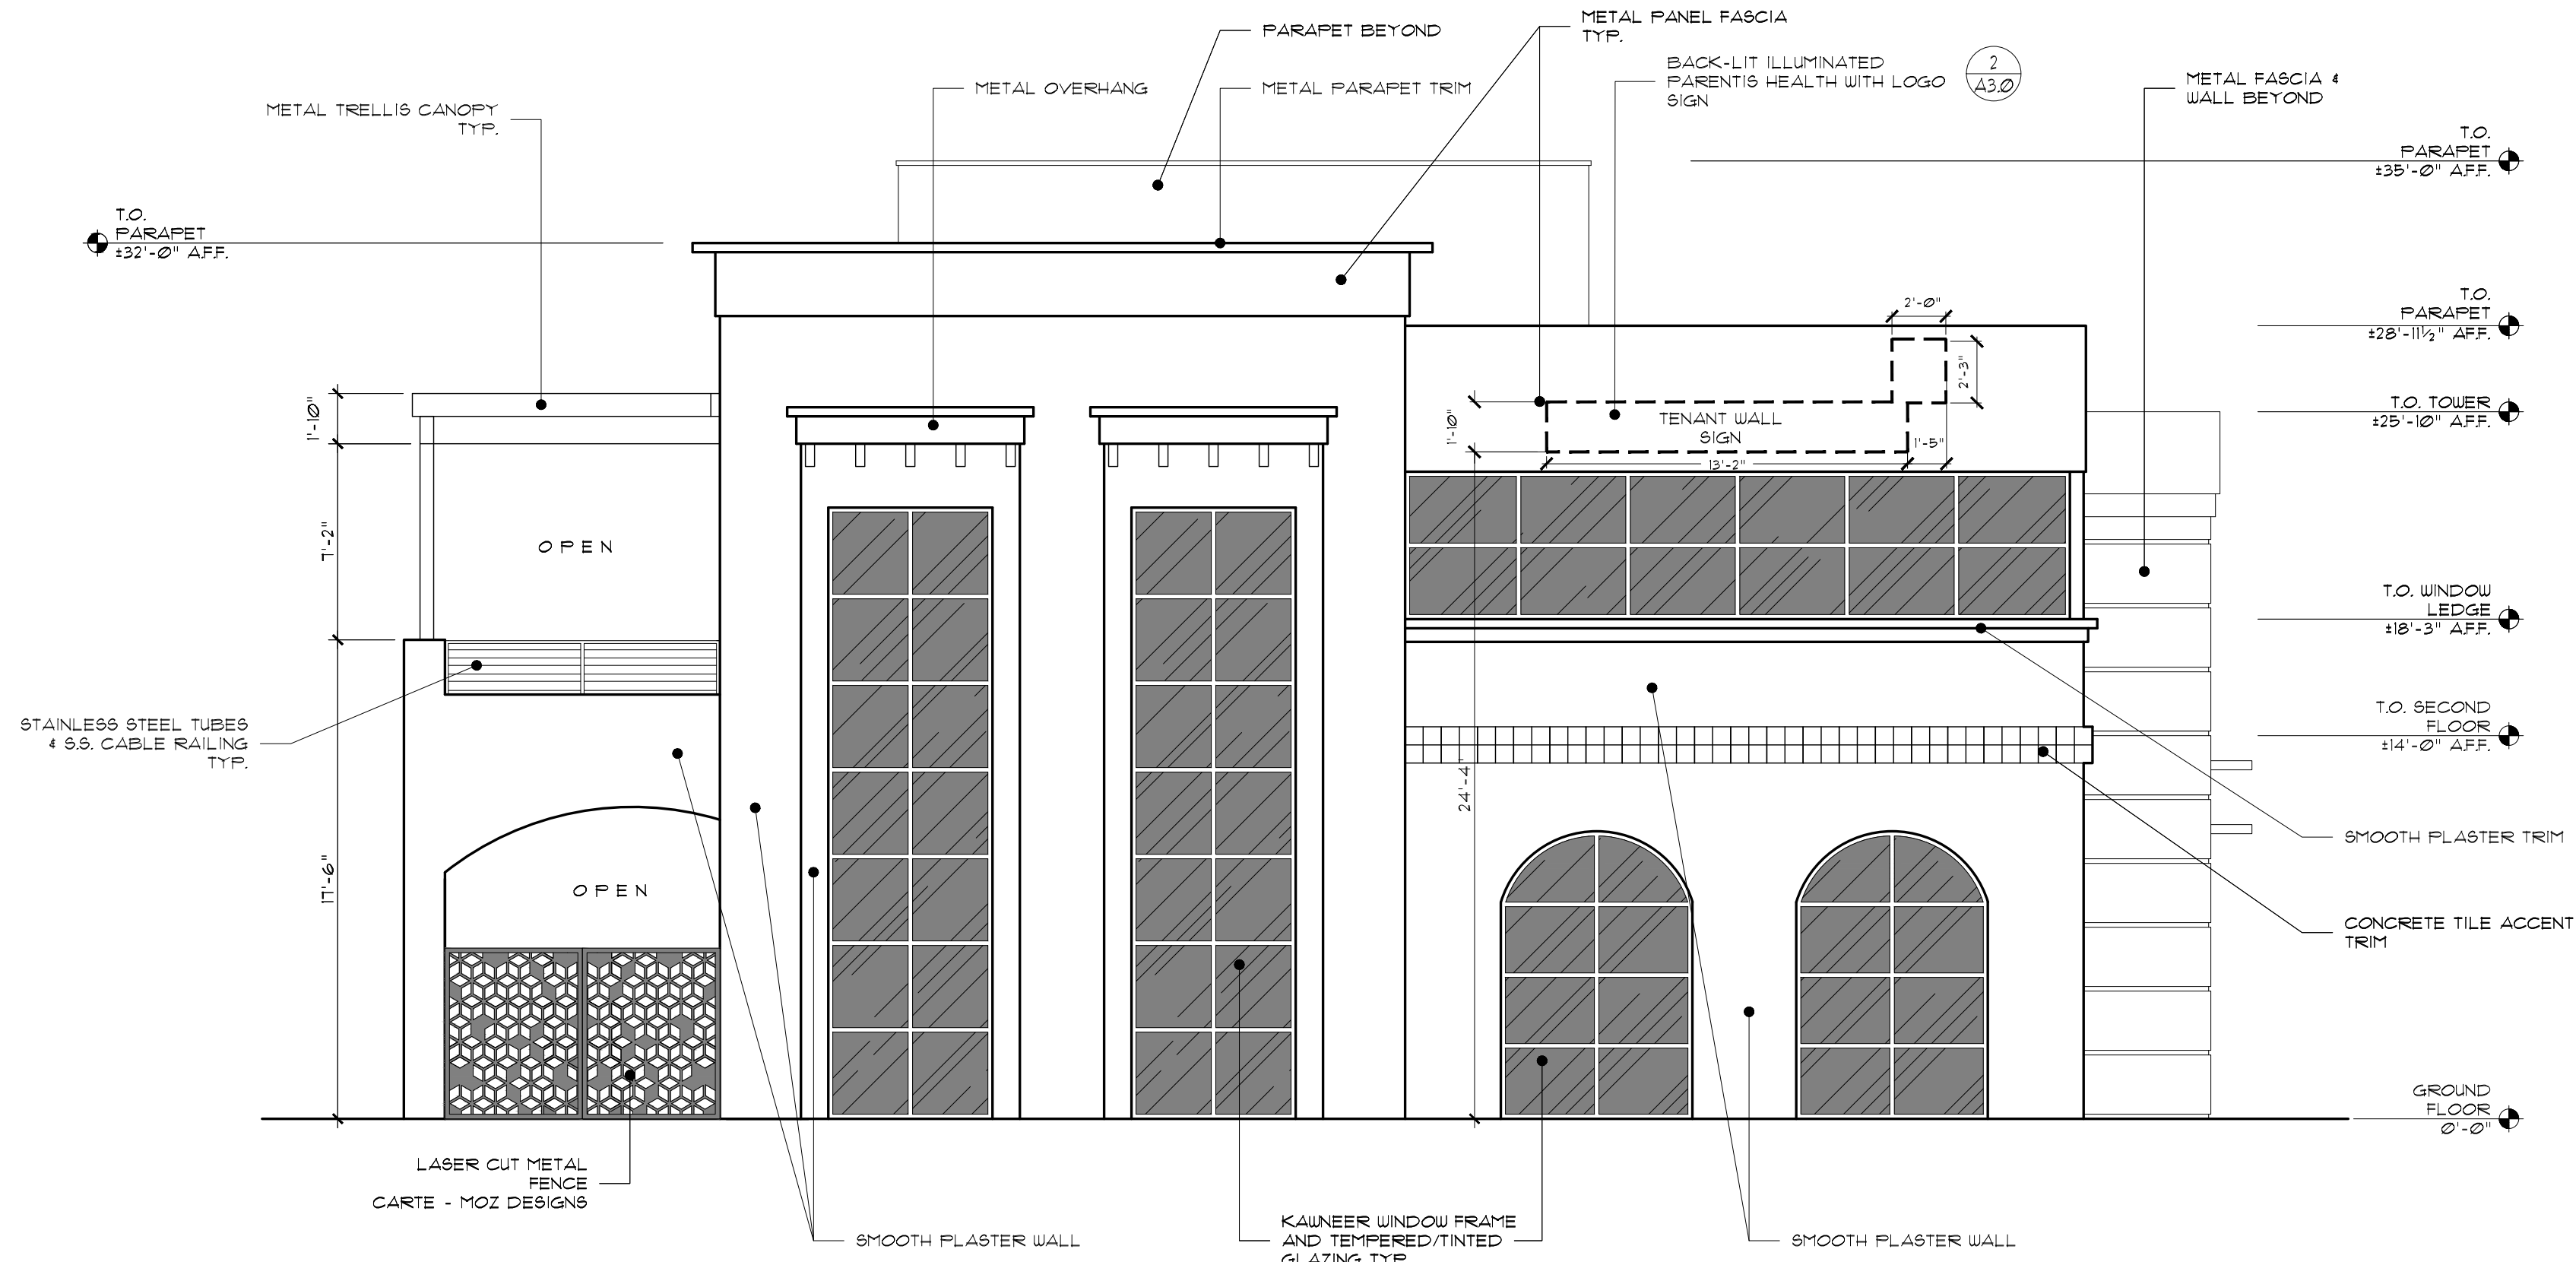 PARAPET BEYOND
METAL PANEL FASCIA
TYP.
METAL OVERHANG
METAL PARAPET TRIM
BACK-LIT ILLUMINATED
PARENTIS HEALTH WITH LOGO
SIGN
2
A3.0
METAL FASCIA &
WALL BEYOND
METAL TRELLIS CANOPY
TYP.
T.O.
PARAPET
±35'-0" A.F.F.
T.O.
PARAPET
±32'-0" A.F.F.
T.O.
PARAPET
±28'-11½" A.F.F.
2'-0"
2'-3"
1'-10"
TENANT WALL
SIGN
1'-5"
13'-2"
T.O. TOWER
±25'-10" A.F.F.
1'-10"
7'-2"
OPEN
T.O. WINDOW
LEDGE
±18'-3" A.F.F.
STAINLESS STEEL TUBES
& S.S. CABLE RAILING
TYP.
T.O. SECOND
FLOOR
±14'-0" A.F.F.
24'-4"
SMOOTH PLASTER TRIM
17'-6"
OPEN
CONCRETE TILE ACCENT
TRIM
GROUND
FLOOR
0'-0"
LASER CUT METAL
FENCE
CARTE - MOZ DESIGNS
SMOOTH PLASTER WALL
KAWNEER WINDOW FRAME
AND TEMPERED/TINTED
GLAZING TYP
SMOOTH PLASTER WALL